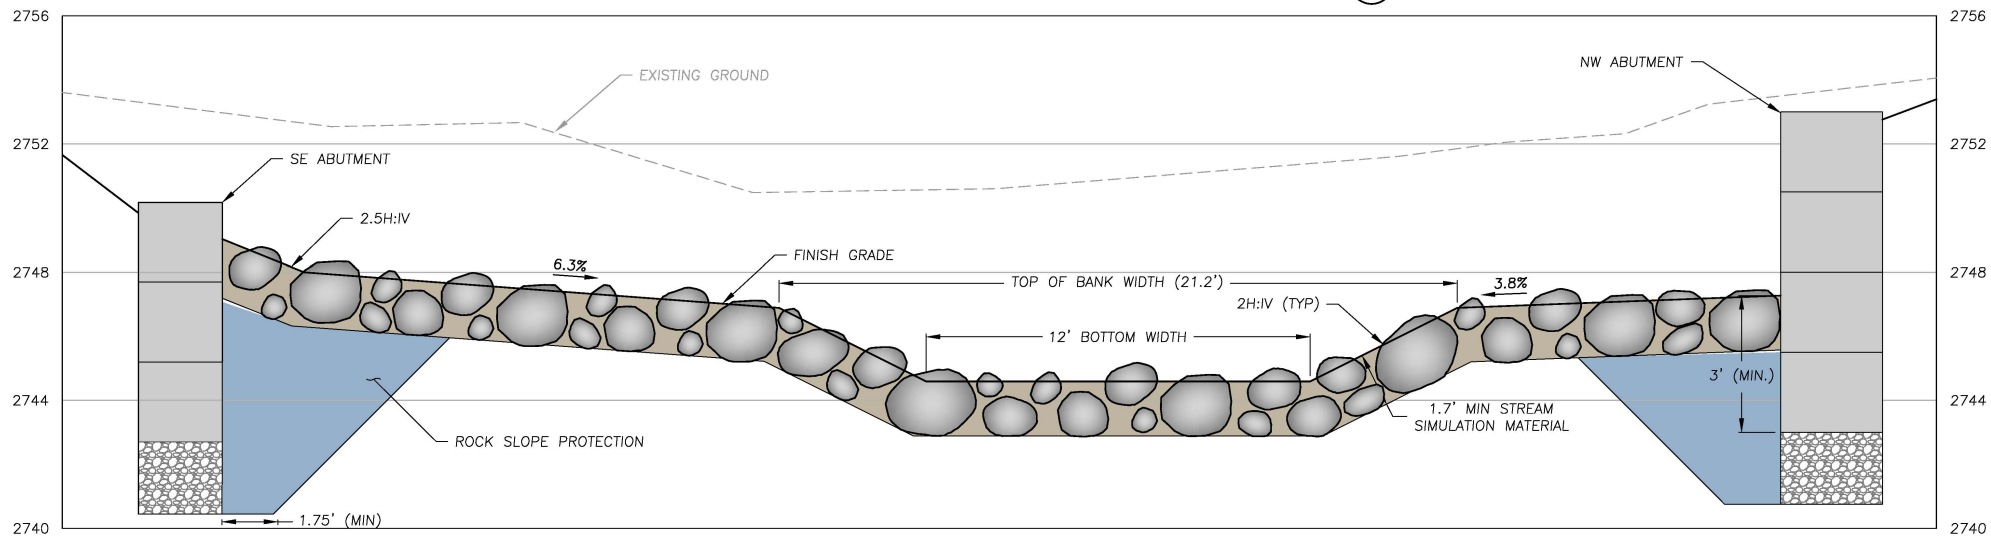 2756
2756
EXISTING GROUND
NW ABUTMENT
2752
2752
SE ABUTMENT
2.5H:1V
FINISH GRADE
6.3%
2748
2748
TOP OF BANK WIDTH (21.2')
3.8%
2H:1V (TYP)
12' BOTTOM WIDTH
3' (MIN.)
2744
2744
1.7' MIN STREAM
SIMULATION MATERIAL
ROCK SLOPE PROTECTION
1.75' (MIN)
2740
2740